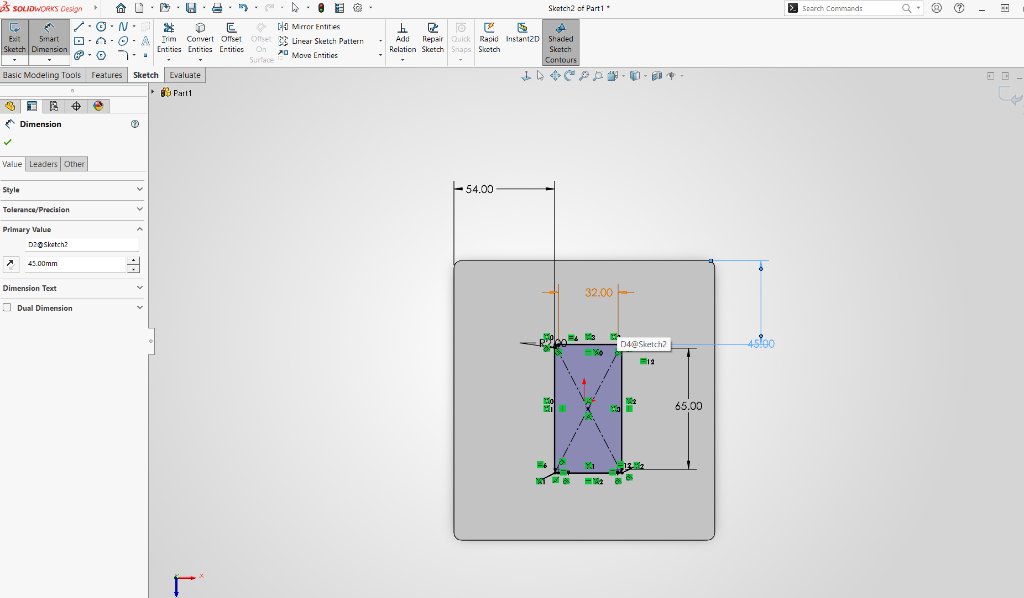 SOLIDWORKS Design
Sketch2 of Part1 *
Search Commands
Exit Sketch
Smart Dimension
Trim Entities
Convert Entities
Offset Entities
Offset On Surface
Mirror Entities
Linear Sketch Pattern
Move Entities
Add Relation
Repair Sketch
Quick Snaps
Rapid Sketch
Instant2D
Shaded Sketch Contours
Basic Modeling Tools
Features
Sketch
Evaluate
Part1
Dimension
Value
Leaders
Other
Style
Tolerance/Precision
Primary Value
D2@Sketch2
45.00mm
Dimension Text
Dual Dimension
54.00
32.00
D4@Sketch2
45.00
65.00
12
X